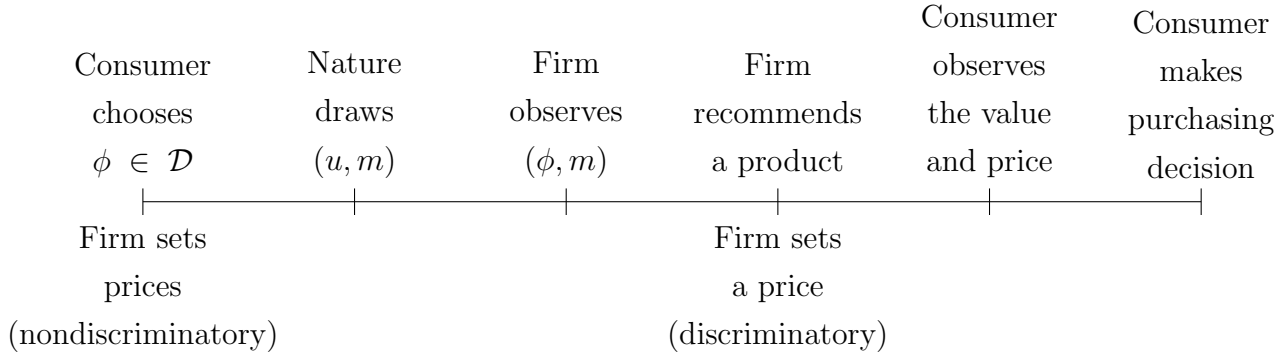 Consumer
chooses
ϕ ∈ 𝒟
Nature
draws
(u, m)
Firm
observes
(ϕ, m)
Firm
recommends
a product
Consumer
observes
the value
and price
Consumer
makes
purchasing
decision
Firm sets
prices
(nondiscriminatory)
Firm sets
a price
(discriminatory)